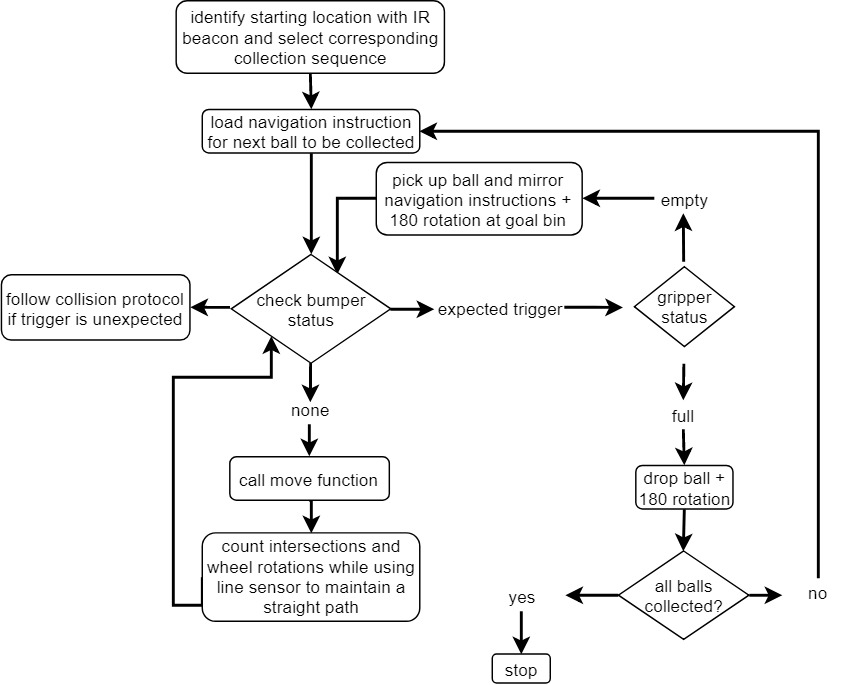 identify starting location with IR
beacon and select corresponding
collection sequence
load navigation instruction
for next ball to be collected
pick up ball and mirror
navigation instructions +
180 rotation at goal bin
empty
follow collision protocol
if trigger is unexpected
check bumper
status
expected trigger
gripper
status
none
full
call move function
drop ball +
180 rotation
count intersections and
wheel rotations while using
line sensor to maintain a
straight path
all balls
collected?
yes
no
stop